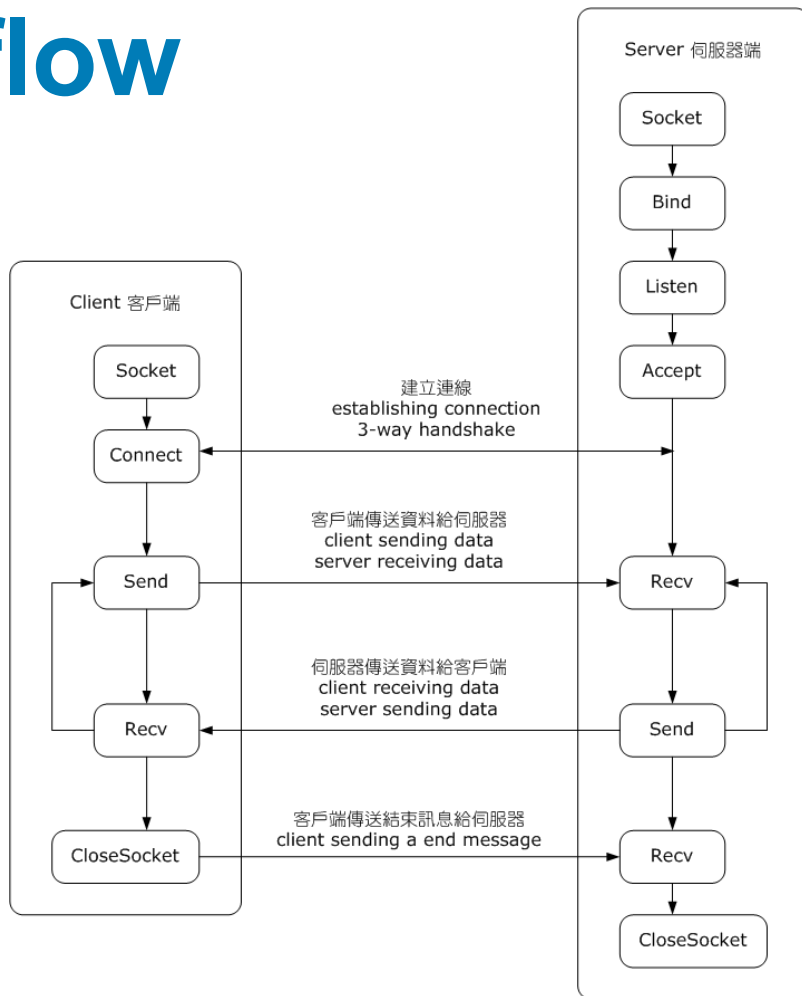 flow
Server 伺服器端
Socket
Bind
Listen
Accept
Client 客戶端
Socket
Connect
建立連線
establishing connection
3-way handshake
客戶端傳送資料給伺服器
client sending data
server receiving data
Send
Recv
伺服器傳送資料給客戶端
client receiving data
server sending data
Recv
Send
客戶端傳送結束訊息給伺服器
client sending a end message
CloseSocket
Recv
CloseSocket